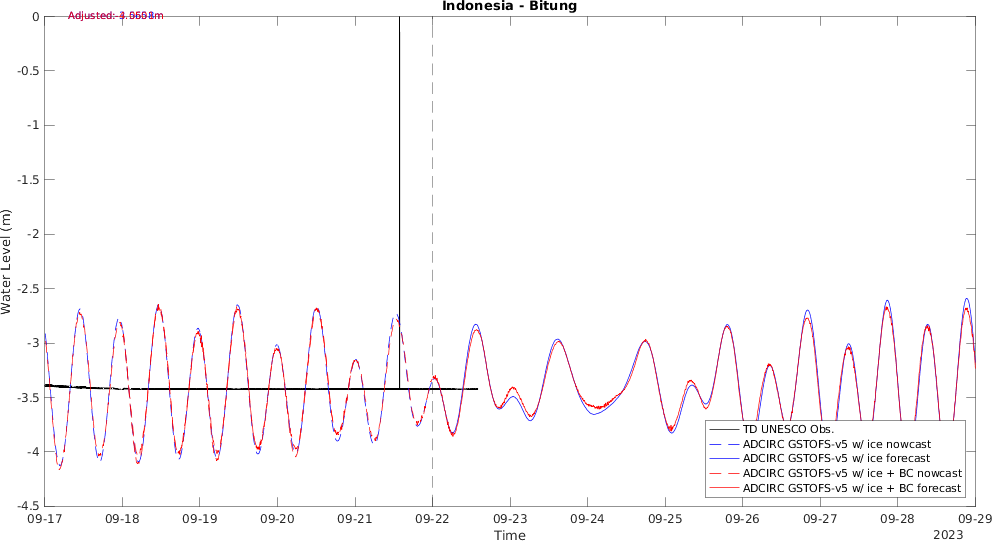 Indonesia - Bitung
Adjusted:
0
-0.5
-1
-1.5
-2
-2.5
-3
-3.5
-4
-4.5
Water Level (m)
TD UNESCO Obs.
ADCIRC GSTOFS-v5 w/ ice nowcast
ADCIRC GSTOFS-v5 w/ ice forecast
ADCIRC GSTOFS-v5 w/ ice + BC nowcast
ADCIRC GSTOFS-v5 w/ ice + BC forecast
09-17 09-18 09-19 09-20 09-21 09-22 09-23 09-24 09-25 09-26 09-27 09-28 09-29
Time
2023